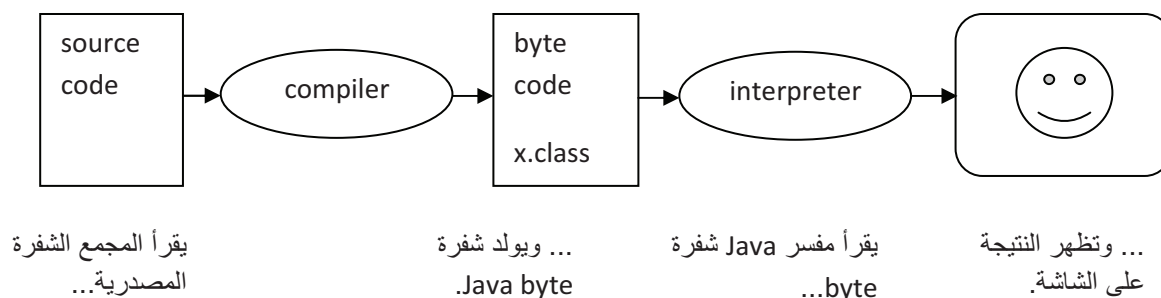 source
code
compiler
byte
code
x.class
interpreter
يقرأ المجمع الشفرة
المصدرية...
... ويولد شفرة
Java byte.
يقرأ مفسر Java شفرة
byte...
... وتظهر النتيجة
على الشاشة.